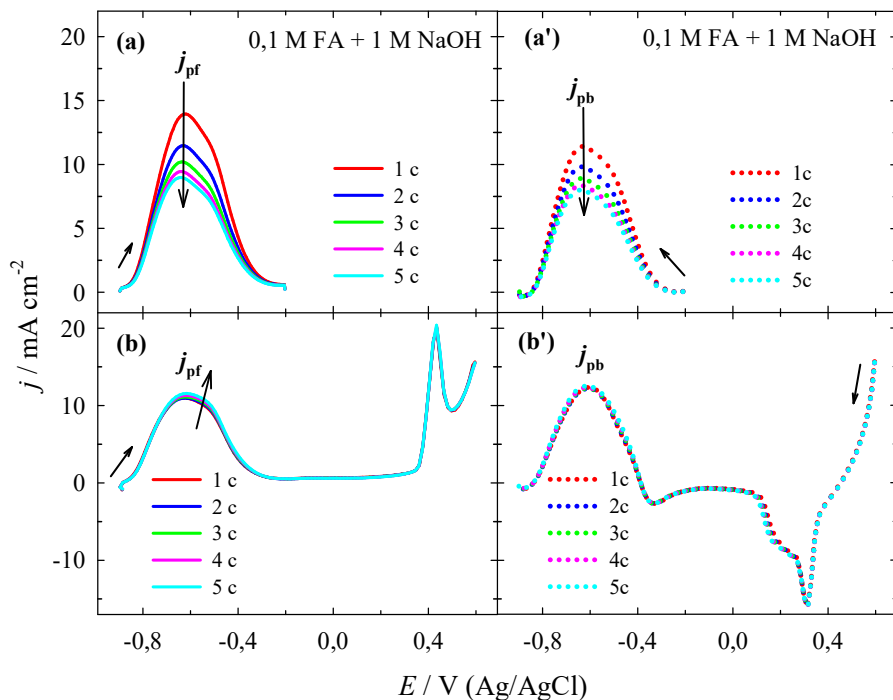 (a) 0,1 M FA + 1 M NaOH
jpf
1 c
2 c
3 c
4 c
5 c
(a') 0,1 M FA + 1 M NaOH
jpb
1c
2c
3c
4c
5c
20
15
10
5
0
(b)
jpf
1 c
2 c
3 c
4 c
5 c
(b')
jpb
1c
2c
3c
4c
5c
20
10
0
-10
j / mA cm-2
-0,8 -0,4 0,0 0,4 -0,8 -0,4 0,0 0,4
E / V (Ag/AgCl)